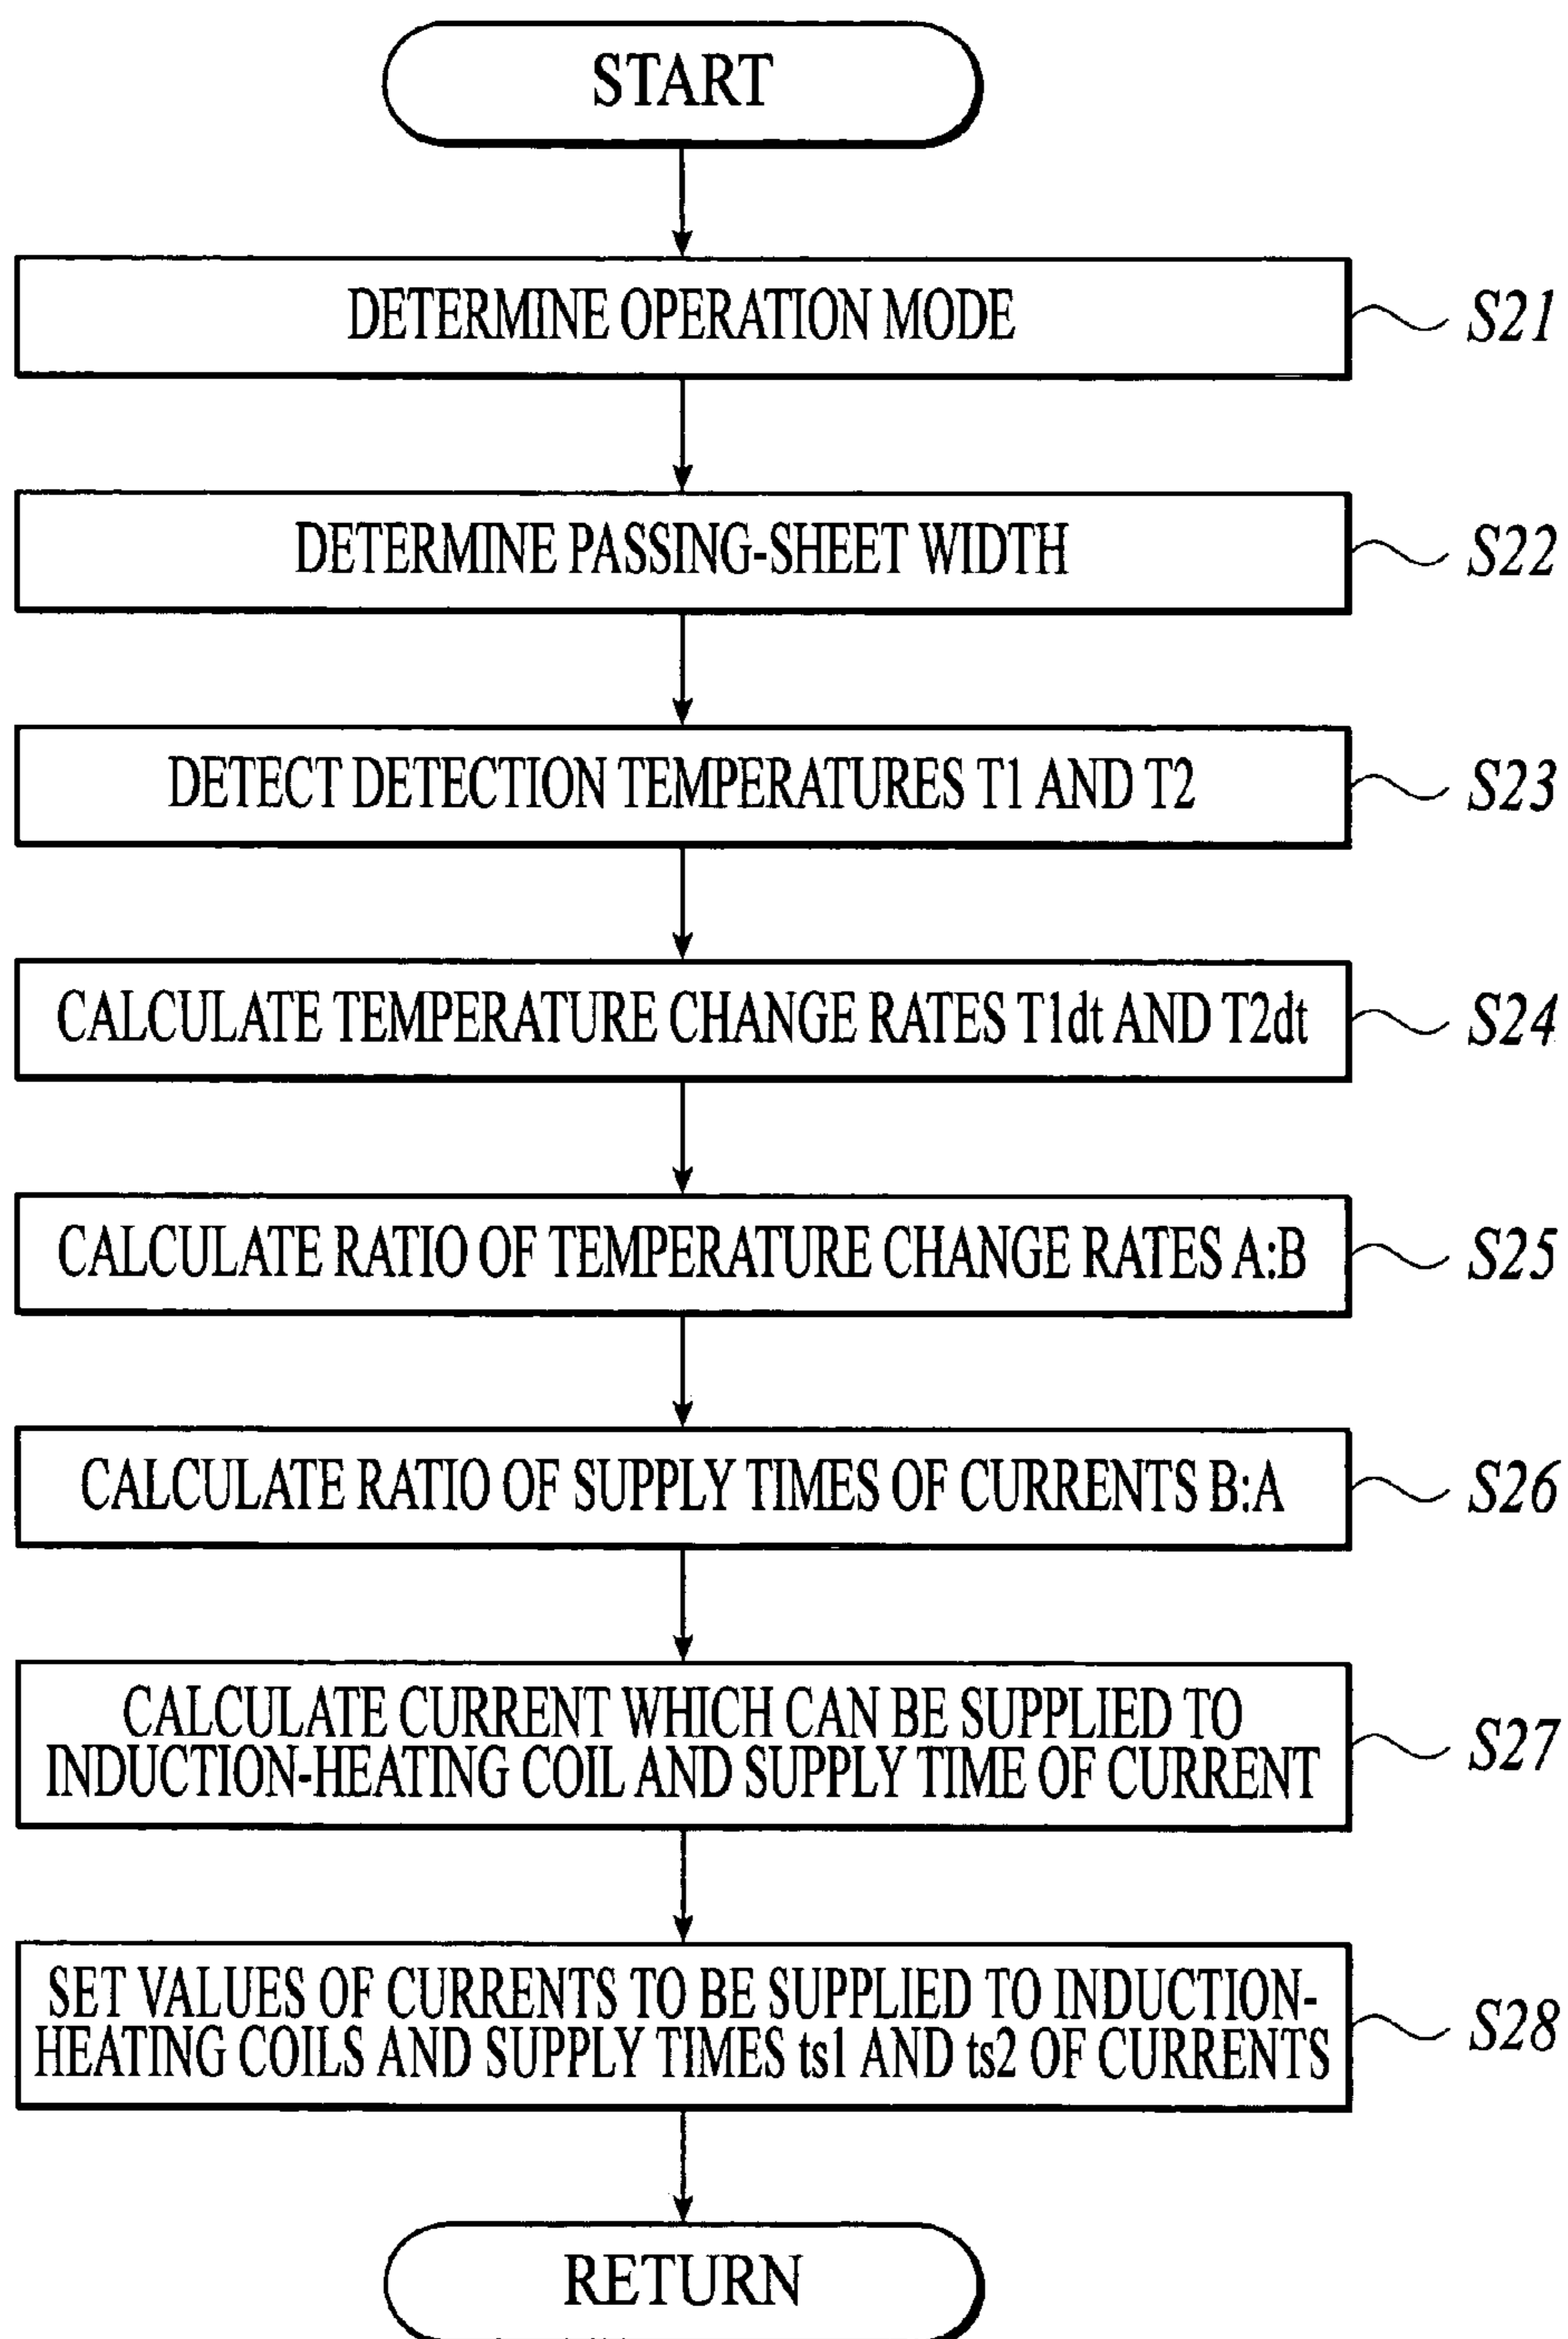 START
DETERMINE OPERATION MODE
S21
DETERMINE PASSING-SHEET WIDTH
S22
DETECT DETECTION TEMPERATURES T1 AND T2
S23
CALCULATE TEMPERATURE CHANGE RATES T1dt AND T2dt
S24
CALCULATE RATIO OF TEMPERATURE CHANGE RATES A:B
S25
CALCULATE RATIO OF SUPPLY TIMES OF CURRENTS B:A
S26
CALCULATE CURRENT WHICH CAN BE SUPPLIED TO
INDUCTION-HEATING COIL AND SUPPLY TIME OF CURRENT
S27
SET VALUES OF CURRENTS TO BE SUPPLIED TO INDUCTION-
HEATING COILS AND SUPPLY TIMES ts1 AND ts2 OF CURRENTS
S28
RETURN